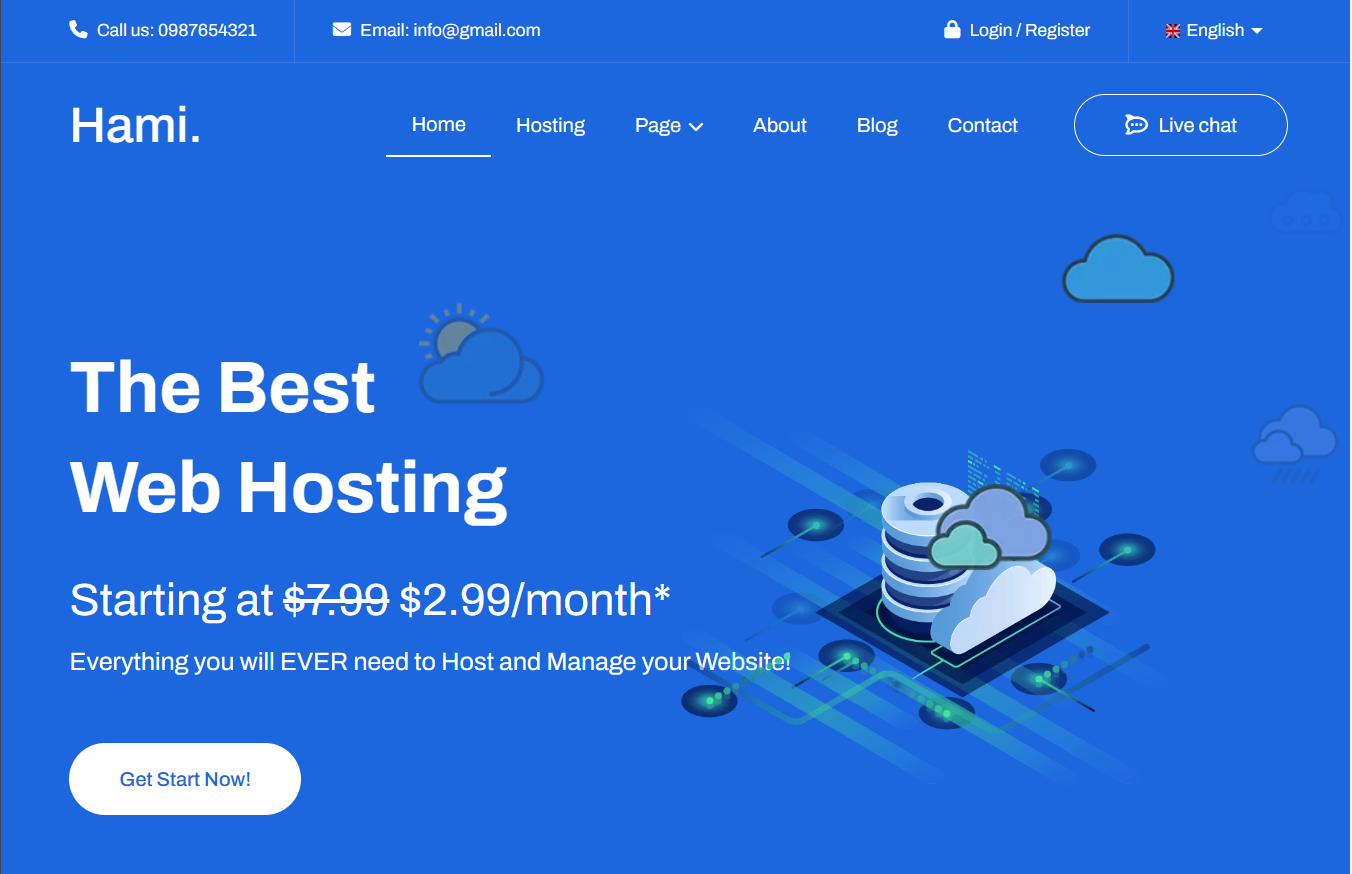 Call us: 0987654321 Email: info@gmail.com Login / Register English
Hami. Home Hosting Page About Blog Contact Live chat
The Best
Web Hosting
Starting at $7.99 $2.99/month*
Everything you will EVER need to Host and Manage your Website!
Get Start Now!